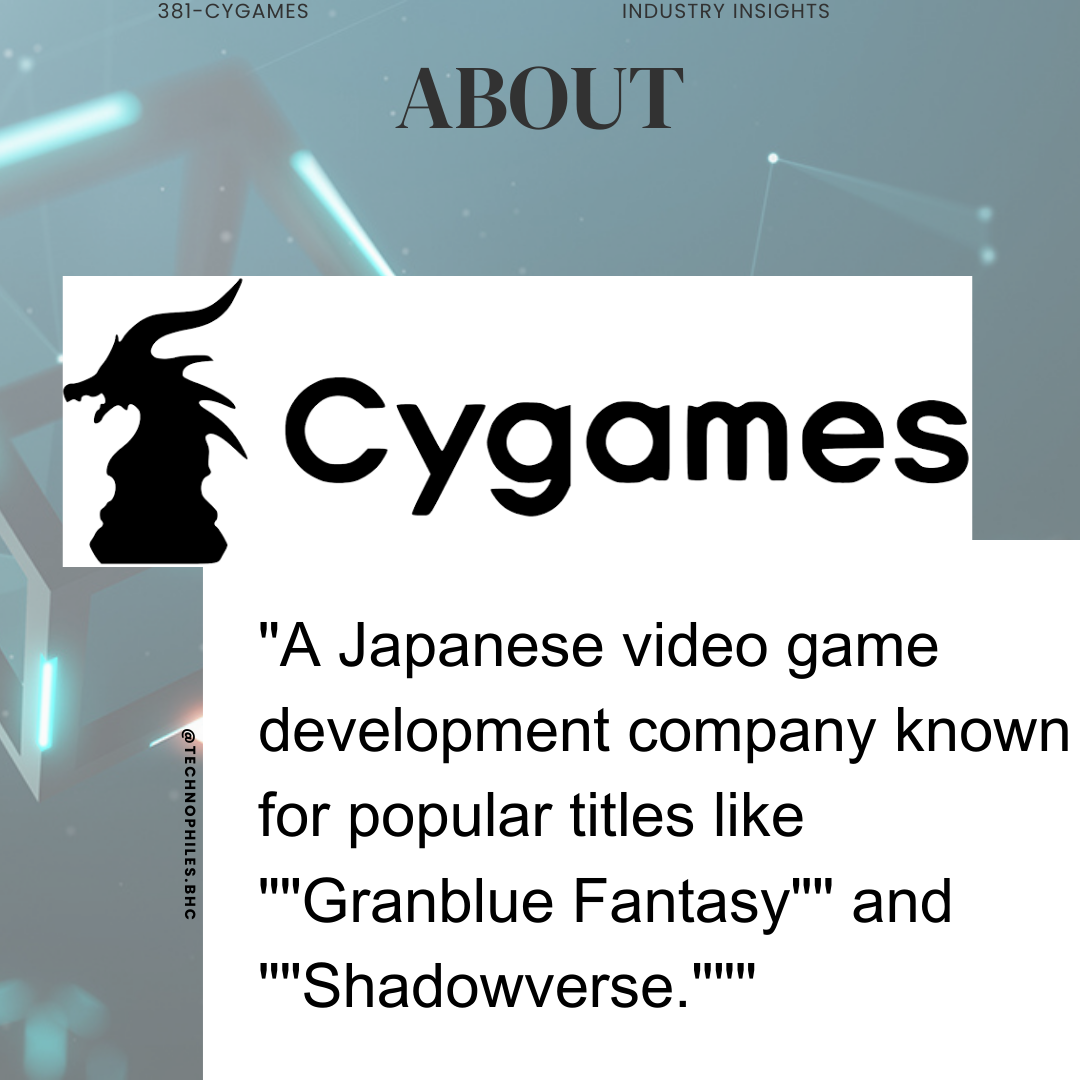 381-CYGAMES
INDUSTRY INSIGHTS
ABOUT
Cygames
"A Japanese video game
development company known
for popular titles like
""Granblue Fantasy"" and
""Shadowverse.""""
@TECHNOPHILES.BHC